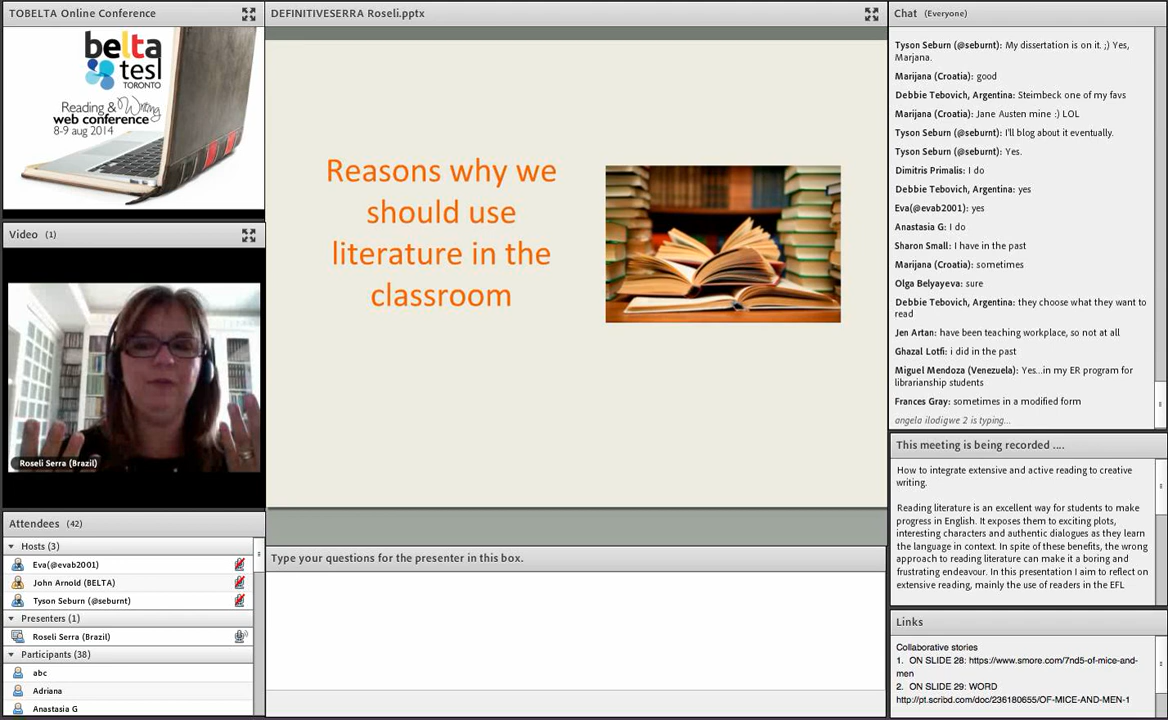 TOBELTA Online Conference
belta
tesl
TORONTO
Reading & Writing
web conference
8-9 aug 2014
Video (1)
Roseli Serra (Brazil)
Attendees (42)
Hosts (3)
Eva(@evab2001)
John Arnold (BELTA)
Tyson Seburn (@seburnt)
Presenters (1)
Roseli Serra (Brazil)
Participants (38)
abc
Adriana
Anastasia G
DEFINITIVESERRA Roseli.pptx
Reasons why we
should use
literature in the
classroom
Type your questions for the presenter in this box.
Chat (Everyone)
Tyson Seburn (@seburnt): My dissertation is on it. ;) Yes,
Marjana.
Marijana (Croatia): good
Debbie Tebovich, Argentina: Steimbeck one of my favs
Marijana (Croatia): Jane Austen mine :) LOL
Tyson Seburn (@seburnt): I'll blog about it eventually.
Tyson Seburn (@seburnt): Yes.
Dimitris Primalis: I do
Debbie Tebovich, Argentina: yes
Eva(@evab2001): yes
Anastasia G: I do
Sharon Small: I have in the past
Marijana (Croatia): sometimes
Olga Belyayeva: sure
Debbie Tebovich, Argentina: they choose what they want to
read
Jen Artan: have been teaching workplace, so not at all
Ghazal Lotfi: i did in the past
Miguel Mendoza (Venezuela): Yes...in my ER program for
librarianship students
Frances Gray: sometimes in a modified form
angela ilodigwe 2 is typing...
This meeting is being recorded ....
How to integrate extensive and active reading to creative
writing.
Reading literature is an excellent way for students to make
progress in English. It exposes them to exciting plots,
interesting characters and authentic dialogues as they learn
the language in context. In spite of these benefits, the wrong
approach to reading literature can make it a boring and
frustrating endeavour. In this presentation I aim to reflect on
extensive reading, mainly the use of readers in the EFL
Links
Collaborative stories
1. ON SLIDE 28: https://www.smore.com/7nd5-of-mice-and-
men
2. ON SLIDE 29: WORD
http://pt.scribd.com/doc/236180655/OF-MICE-AND-MEN-1